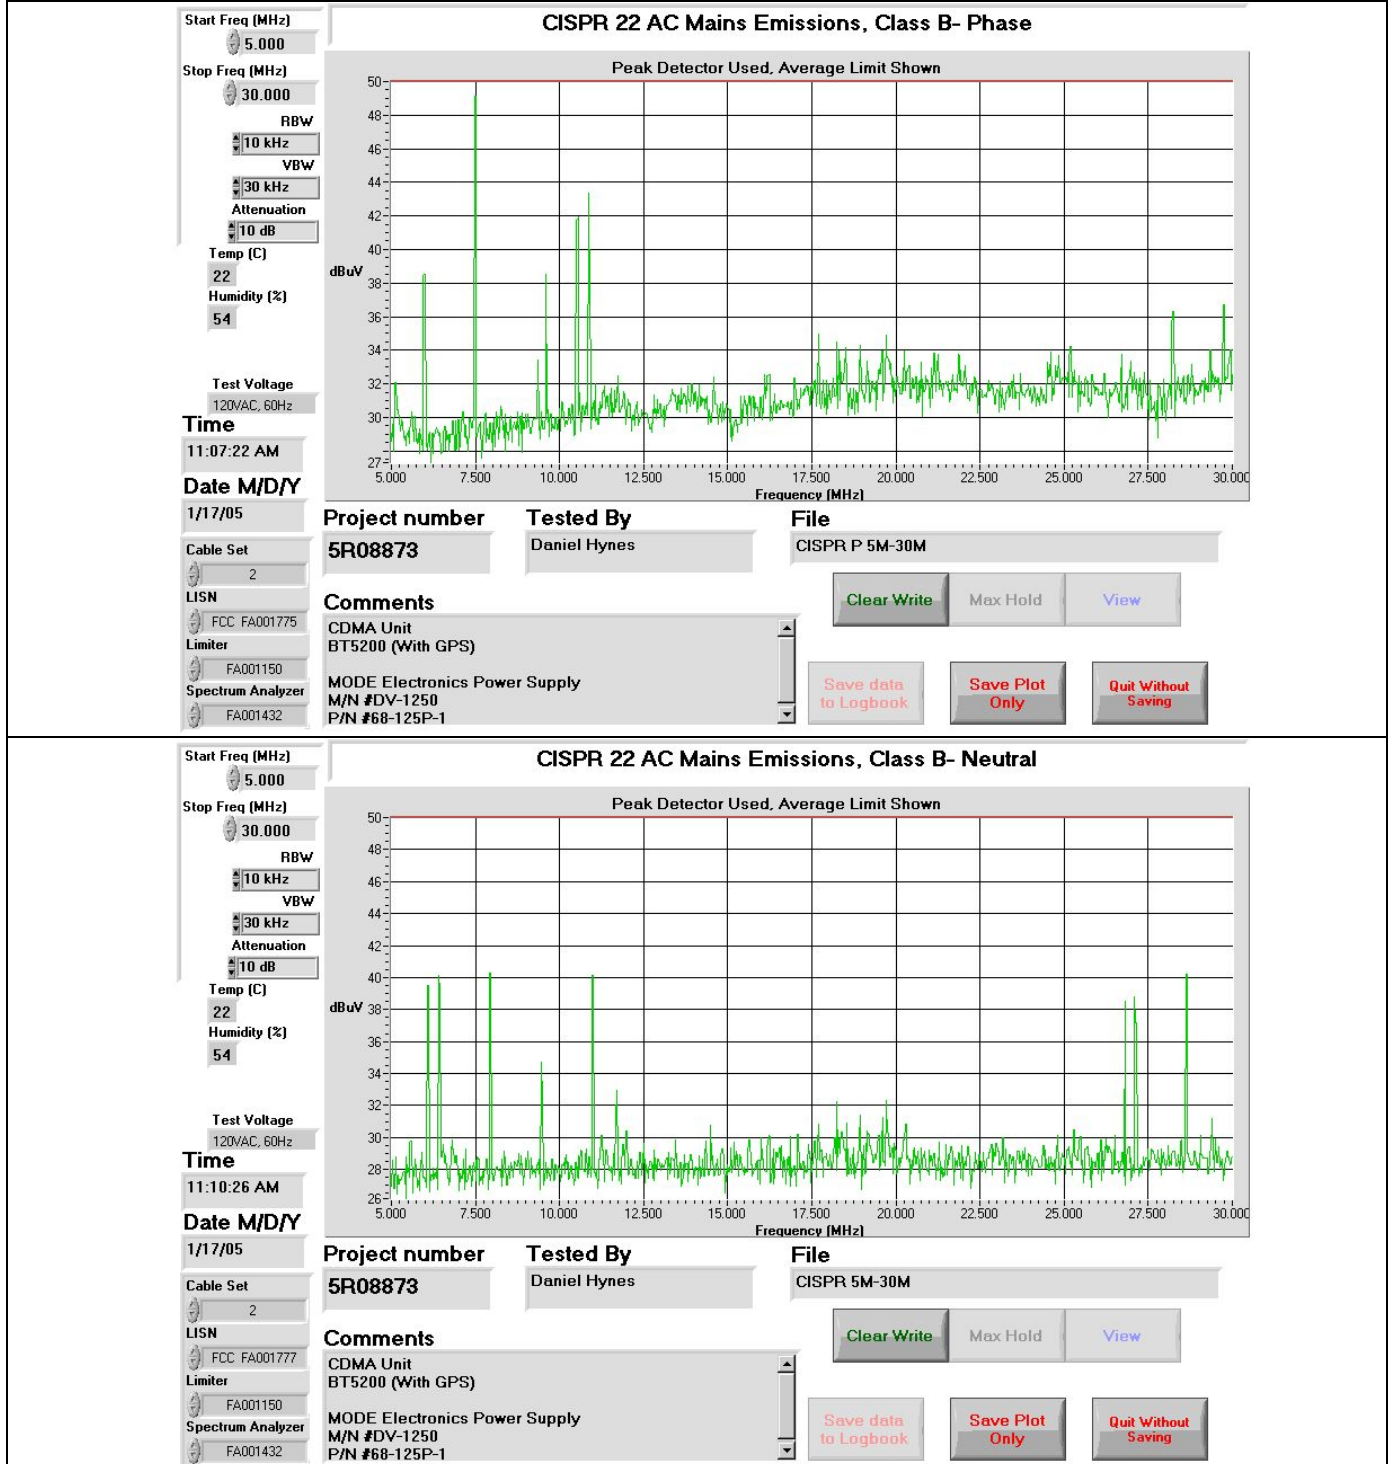 CISPR 22 AC Mains Emissions, Class B- Phase
Start Freq (MHz)
5.000
Stop Freq (MHz)
30.000
RBW
10 kHz
VBW
30 kHz
Attenuation
10 dB
Temp (C)
22
Humidity (%)
54
Test Voltage
120VAC, 60Hz
Time
11:07:22 AM
Date M/D/Y
1/17/05
Cable Set
2
LISN
FCC FA001775
Limiter
FA001150
Spectrum Analyzer
FA001432
Peak Detector Used, Average Limit Shown
50
48
46
44
42
40
dBuV
38
36
34
32
30
27
5.000 7.500 10.000 12.500 15.000 17.500 20.000 22.500 25.000 27.500 30.000
Frequency (MHz)
Project number
5R08873
Tested By
Daniel Hynes
File
CISPR P 5M-30M
Comments
CDMA Unit
BT5200 (With GPS)
MODE Electronics Power Supply
M/N #DV-1250
P/N #68-125P-1
Clear Write
Max Hold
View
Save data
to Logbook
Save Plot
Only
Quit Without
Saving
CISPR 22 AC Mains Emissions, Class B- Neutral
Start Freq (MHz)
5.000
Stop Freq (MHz)
30.000
RBW
10 kHz
VBW
30 kHz
Attenuation
10 dB
Temp (C)
22
Humidity (%)
54
Test Voltage
120VAC, 60Hz
Time
11:10:26 AM
Date M/D/Y
1/17/05
Cable Set
2
LISN
FCC FA001777
Limiter
FA001150
Spectrum Analyzer
FA001432
Peak Detector Used, Average Limit Shown
50
48
46
44
42
40
dBuV
38
36
34
32
30
28
26
5.000 7.500 10.000 12.500 15.000 17.500 20.000 22.500 25.000 27.500 30.000
Frequency (MHz)
Project number
5R08873
Tested By
Daniel Hynes
File
CISPR 5M-30M
Comments
CDMA Unit
BT5200 (With GPS)
MODE Electronics Power Supply
M/N #DV-1250
P/N #68-125P-1
Clear Write
Max Hold
View
Save data
to Logbook
Save Plot
Only
Quit Without
Saving